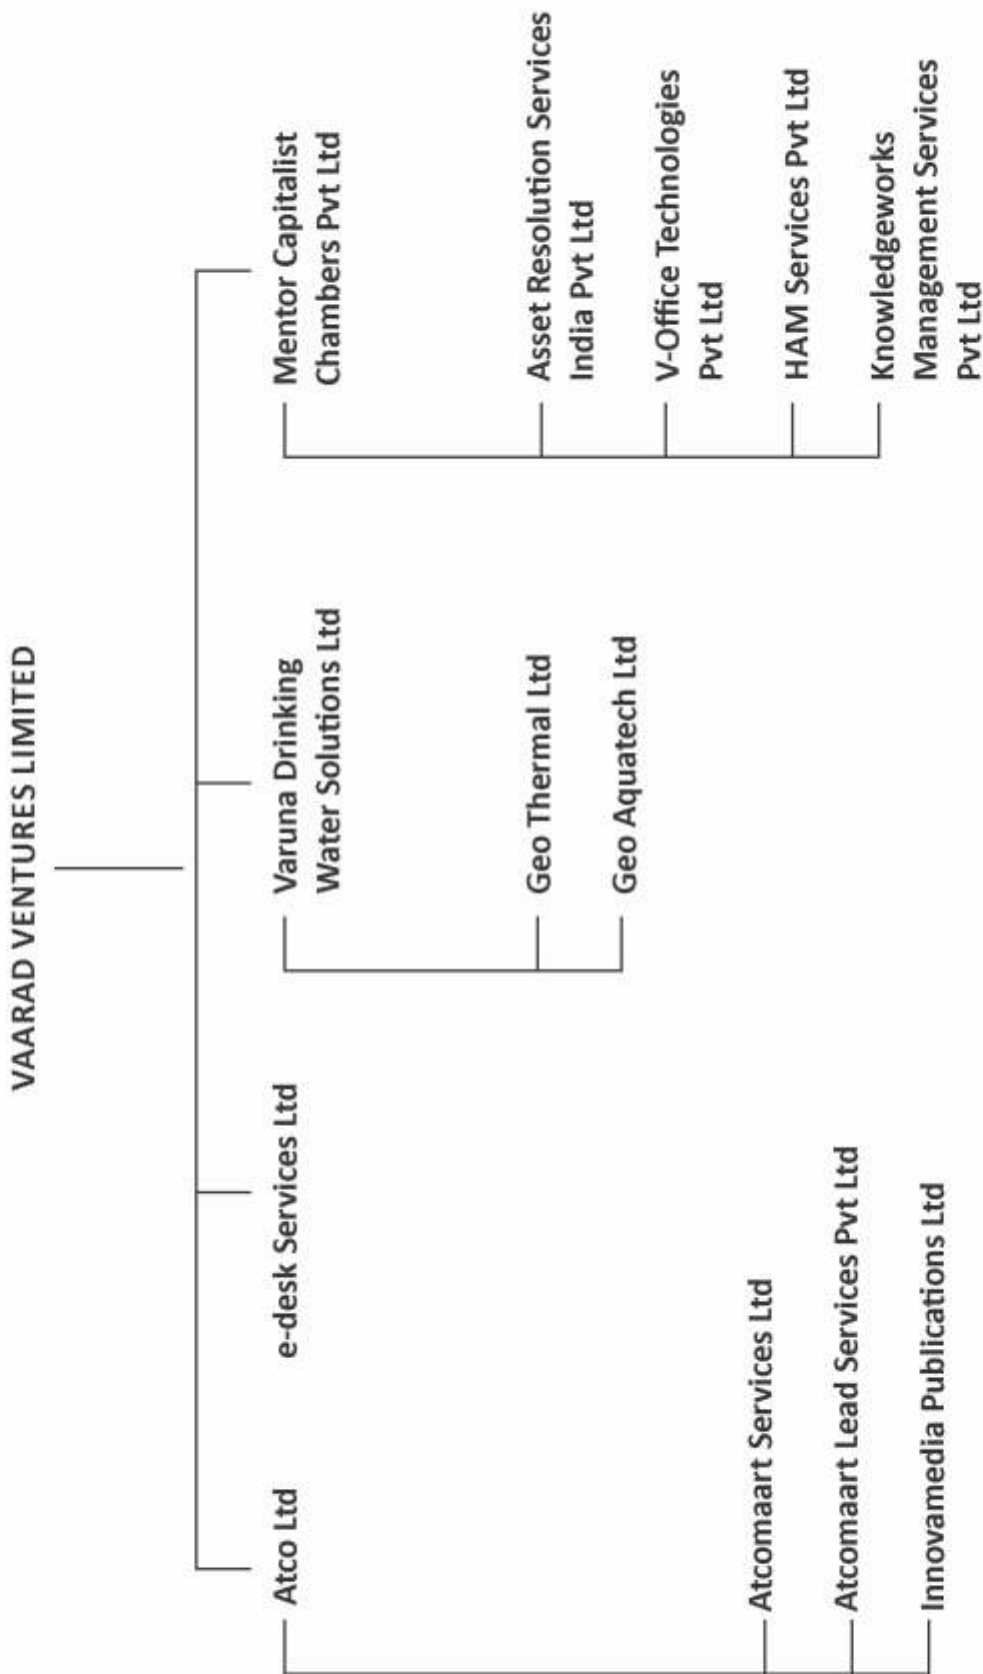 VAARAD VENTURES LIMITED
Atco Ltd
e-desk Services Ltd
Varuna Drinking
Water Solutions Ltd
Mentor Capitalist
Chambers Pvt Ltd
Atcomaart Services Ltd
Atcomaart Lead Services Pvt Ltd
Innovamedia Publications Ltd
Geo Thermal Ltd
Geo Aquatech Ltd
Asset Resolution Services
India Pvt Ltd
V-Office Technologies
Pvt Ltd
HAM Services Pvt Ltd
Knowledgeworks
Management Services
Pvt Ltd